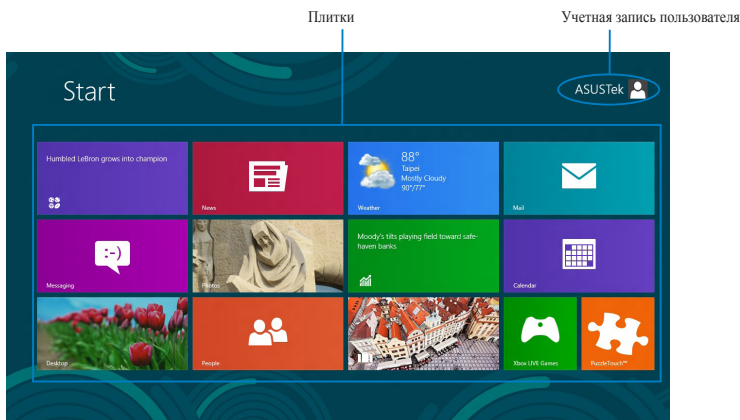 Плитки
Учетная запись пользователя
Start
ASUSTek
Humbled LeBron grows into champion
News
88°
Taipei
Mostly Cloudy
90°/77°
Weather
Mail
Messaging
Photos
Moody's tilts playing field toward safe-
haven banks
Calendar
Desktop
People
Xbox LIVE Games
PuzzleTouch™